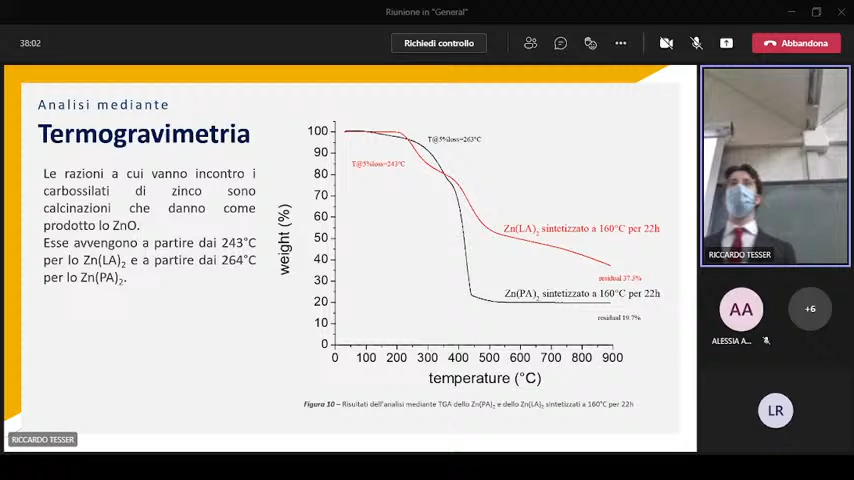 Riunione in "General"
38:02
Richiedi controllo
Abbandona
Analisi mediante
Termogravimetria
Le razioni a cui vanno incontro i
carbossilati di zinco sono
calcinazioni che danno come
prodotto lo ZnO.
Esse avvengono a partire dai 243°C
per lo Zn(LA)2 e a partire dai 264°C
per lo Zn(PA)2.
weight (%)
100
90
80
70
60
50
40
30
20
10
0
T@5%loss=263°C
T@5%loss=243°C
Zn(LA)2 sintetizzato a 160°C per 22h
residual 37.5%
Zn(PA)2 sintetizzato a 160°C per 22h
residual 19.7%
0 100 200 300 400 500 600 700 800 900
temperature (°C)
Figura 10 – Risultati dell'analisi mediante TGA dello Zn(PA)2 e dello Zn(LA)2 sintetizzati a 160°C per 22h
RICCARDO TESSER
RICCARDO TESSER
AA
+6
ALESSIA A...
LR